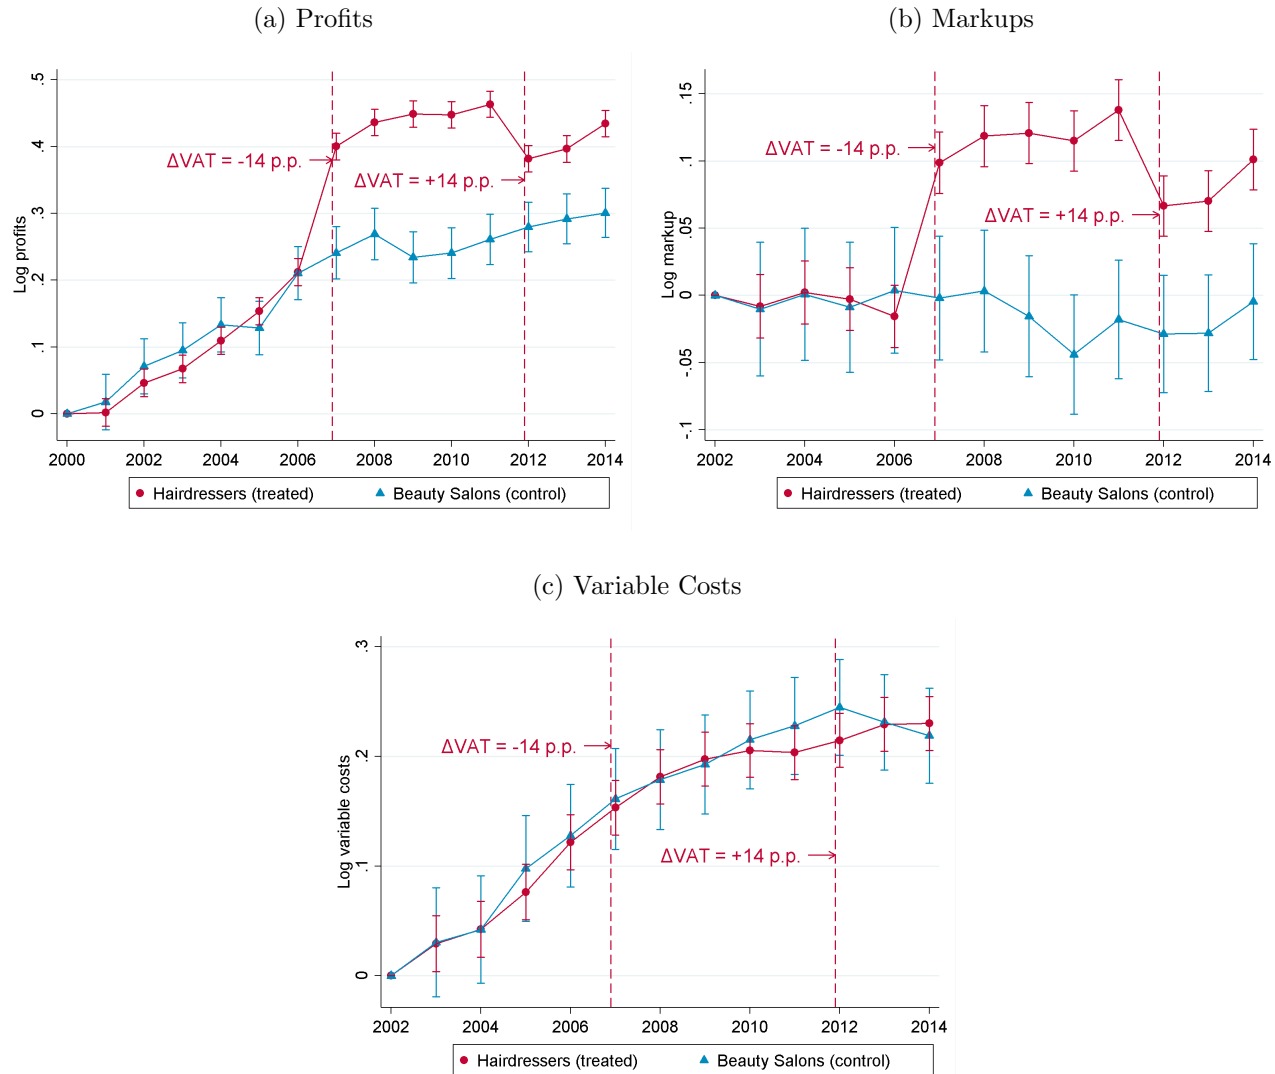 (a) Profits
Log profits
.5
.4
.3
.2
.1
0
ΔVAT = -14 p.p.
ΔVAT = +14 p.p.
2000 2002 2004 2006 2008 2010 2012 2014
Hairdressers (treated) Beauty Salons (control)
(b) Markups
Log markup
.15
.1
.05
0
-.05
-.1
ΔVAT = -14 p.p.
ΔVAT = +14 p.p.
2002 2004 2006 2008 2010 2012 2014
Hairdressers (treated) Beauty Salons (control)
(c) Variable Costs
Log variable costs
.3
.2
.1
0
ΔVAT = -14 p.p.
ΔVAT = +14 p.p.
2002 2004 2006 2008 2010 2012 2014
Hairdressers (treated) Beauty Salons (control)